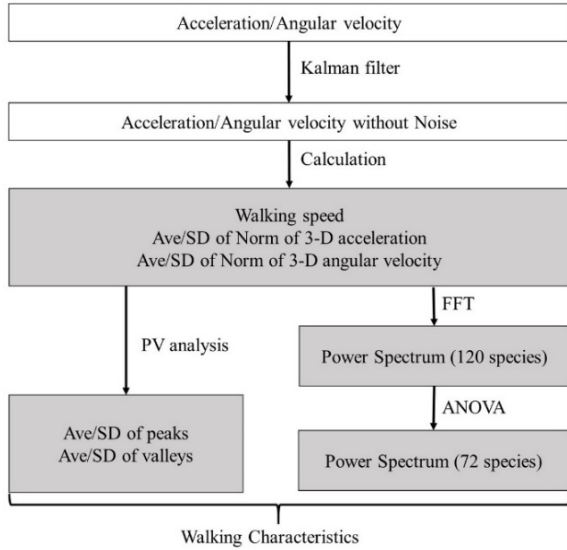 Acceleration/Angular velocity
Kalman filter
Acceleration/Angular velocity without Noise
Calculation
Walking speed
Ave/SD of Norm of 3-D acceleration
Ave/SD of Norm of 3-D angular velocity
FFT
PV analysis
Power Spectrum (120 species)
ANOVA
Ave/SD of peaks
Ave/SD of valleys
Power Spectrum (72 species)
Walking Characteristics